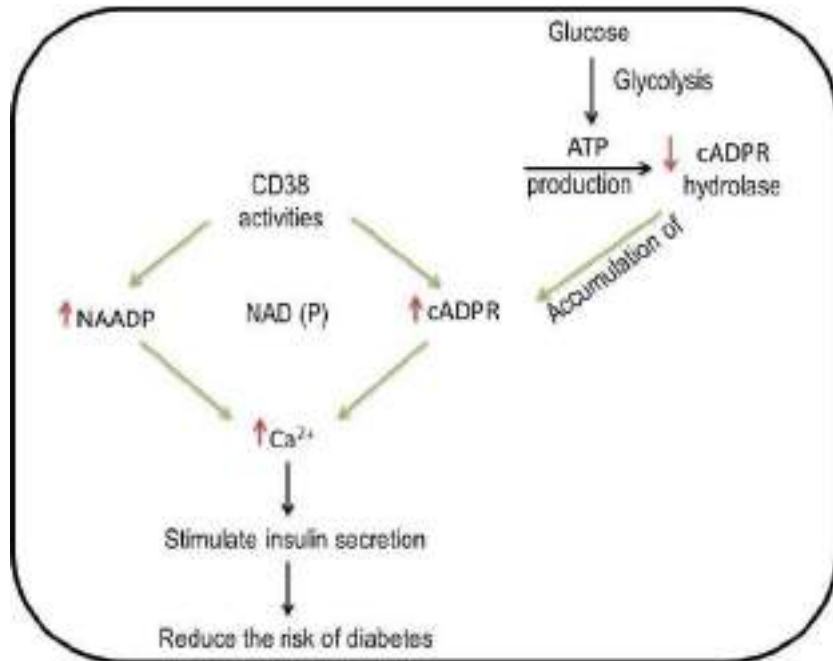 Glucose
Glycolysis
ATP
production
↓ cADPR
hydrolase
CD38
activities
Accumulation of
↑NAADP
NAD (P)
↑cADPR
↑Ca²⁺
Stimulate insulin secretion
Reduce the risk of diabetes